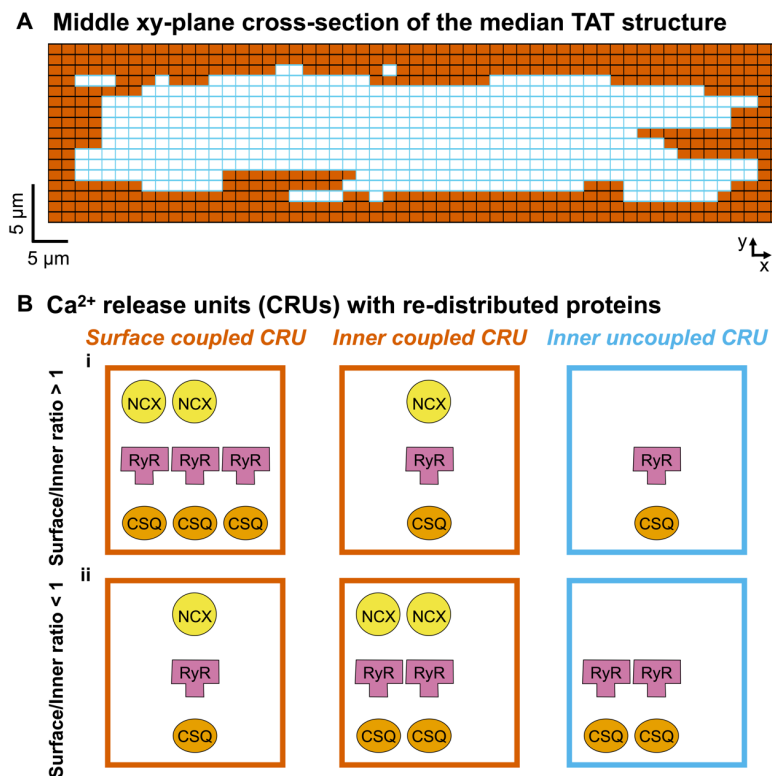 A Middle xy-plane cross-section of the median TAT structure
5 μm
5 μm
y
x
B Ca²⁺ release units (CRUs) with re-distributed proteins
Surface coupled CRU Inner coupled CRU Inner uncoupled CRU
i
Surface/Inner ratio > 1
NCX NCX NCX
RyR RyR RyR RyR RyR
CSQ CSQ CSQ CSQ CSQ
ii
Surface/Inner ratio < 1
NCX NCX NCX
RyR RyR RyR RyR RyR
CSQ CSQ CSQ CSQ CSQ